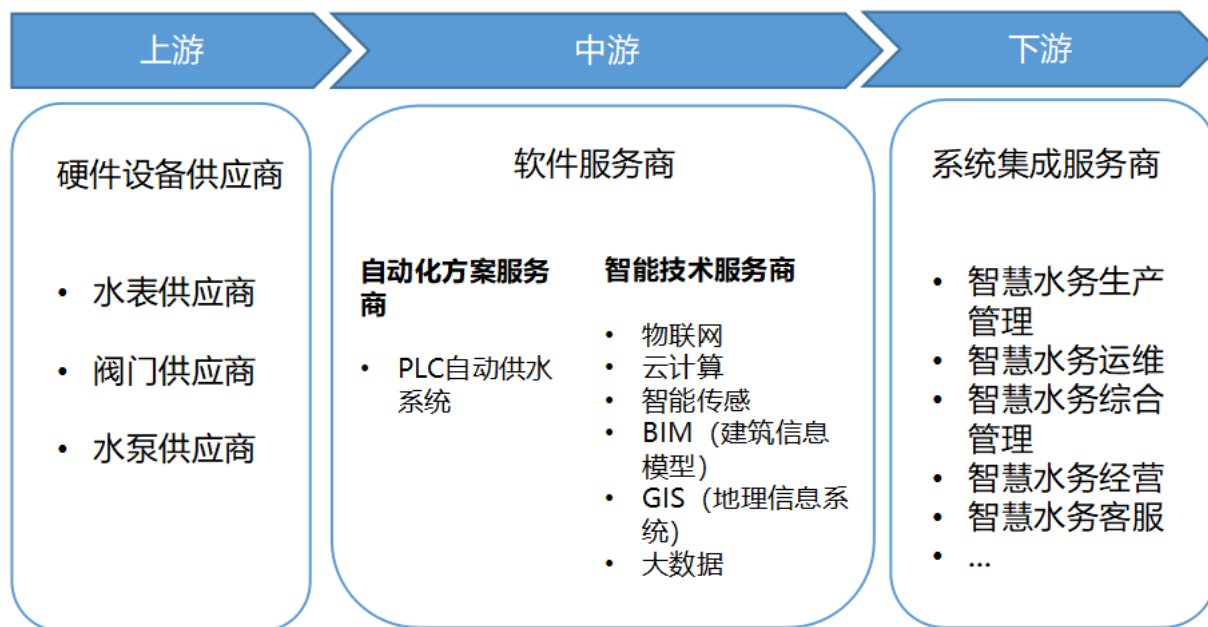 上游
中游
下游
硬件设备供应商
• 水表供应商
• 阀门供应商
• 水泵供应商
软件服务商
自动化方案服务
商
• PLC自动供水
系统
智能技术服务商
• 物联网
• 云计算
• 智能传感
• BIM（建筑信息
模型）
• GIS（地理信息系
统）
• 大数据
系统集成服务商
• 智慧水务生产
管理
• 智慧水务运维
• 智慧水务综合
管理
• 智慧水务经营
• 智慧水务客服
• ...